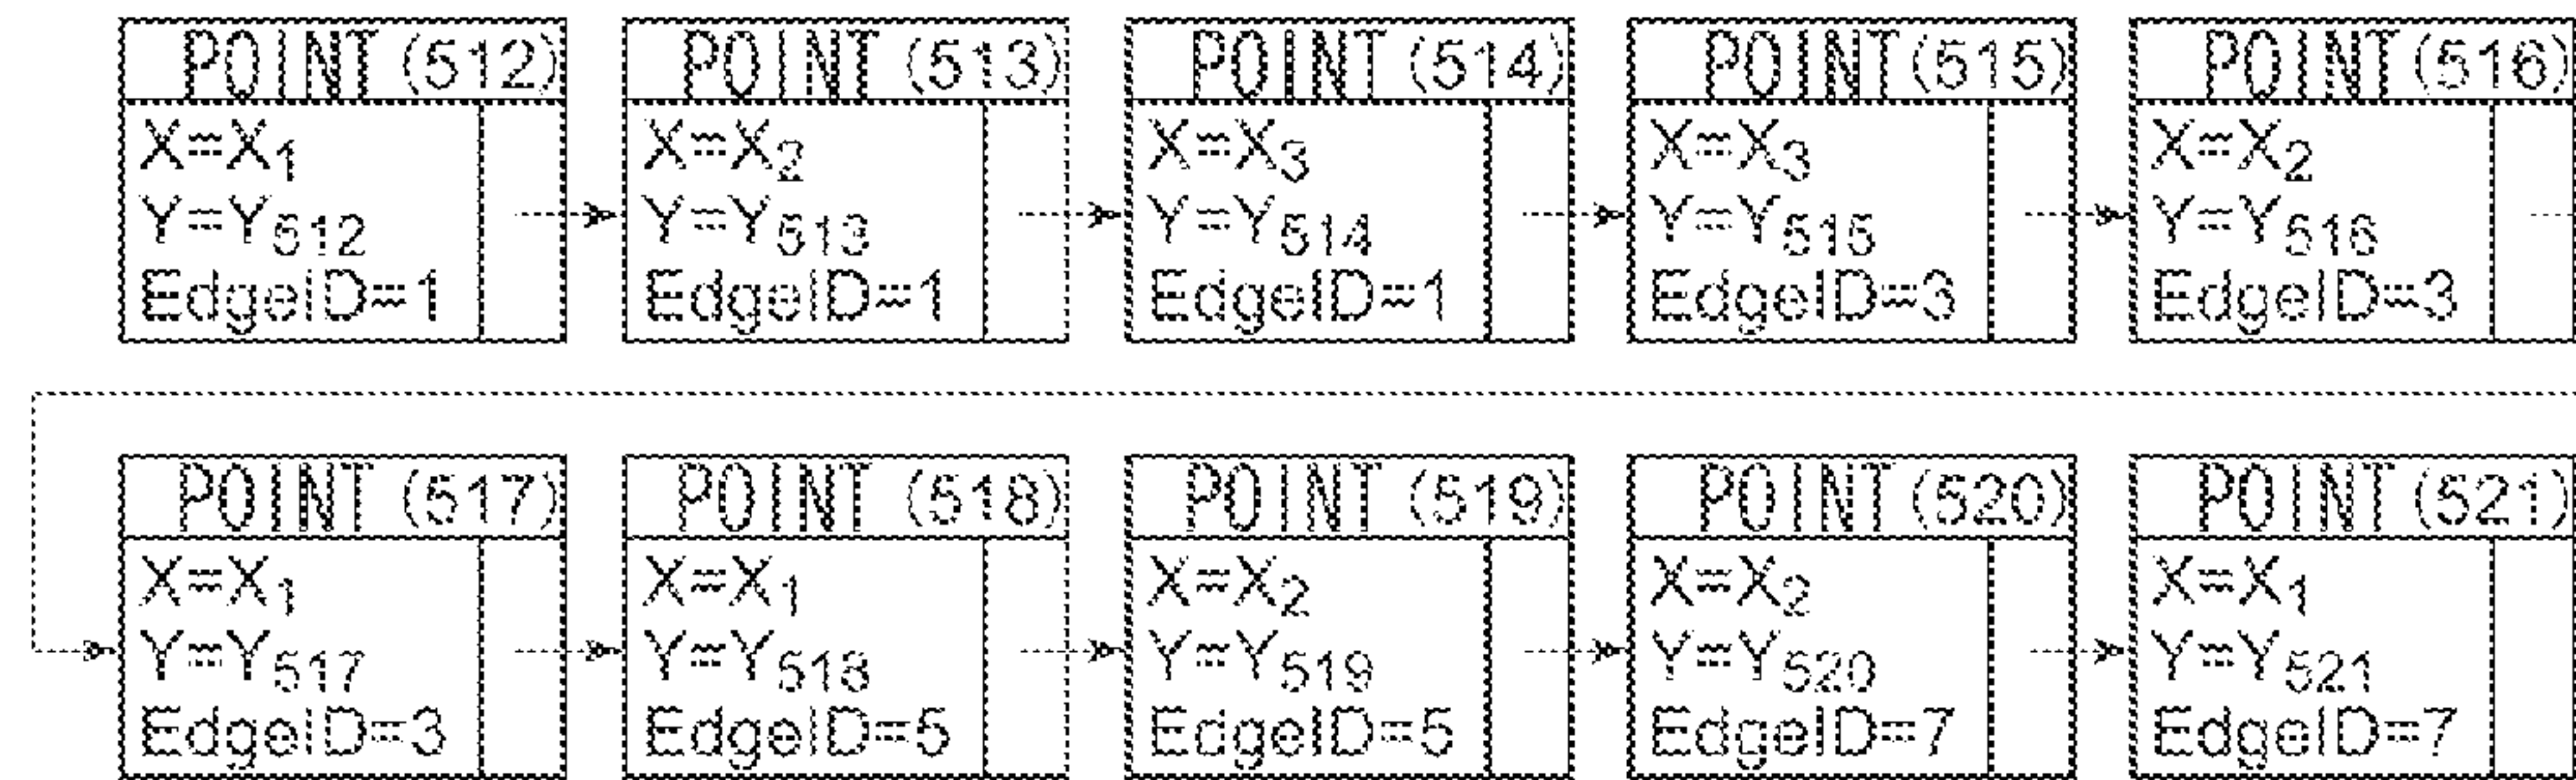 POINT (512)
X=X1
Y=Y512
EdgeID=1
POINT (513)
X=X2
Y=Y513
EdgeID=1
POINT (514)
X=X3
Y=Y514
EdgeID=1
POINT (515)
X=X3
Y=Y515
EdgeID=3
POINT (516)
X=X2
Y=Y516
EdgeID=3
POINT (517)
X=X1
Y=Y517
EdgeID=3
POINT (518)
X=X1
Y=Y518
EdgeID=5
POINT (519)
X=X2
Y=Y519
EdgeID=5
POINT (520)
X=X2
Y=Y520
EdgeID=7
POINT (521)
X=X1
Y=Y521
EdgeID=7